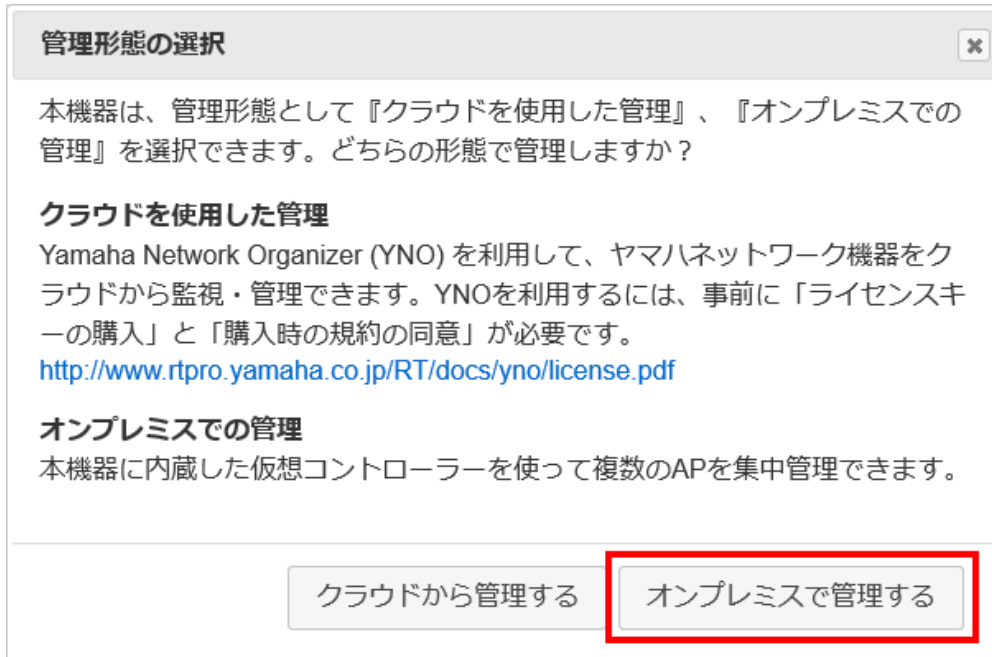 管理形態の選択
本機器は、管理形態として『クラウドを使用した管理』、『オンプレミスでの
管理』を選択できます。どちらの形態で管理しますか？
クラウドを使用した管理
Yamaha Network Organizer (YNO) を利用して、ヤマハネットワーク機器をク
ラウドから監視・管理できます。YNOを利用するには、事前に「ライセンスキ
ーの購入」と「購入時の規約の同意」が必要です。
http://www.rtpro.yamaha.co.jp/RT/docs/yno/license.pdf
オンプレミスでの管理
本機器に内蔵した仮想コントローラーを使って複数のAPを集中管理できます。
クラウドから管理する
オンプレミスで管理する